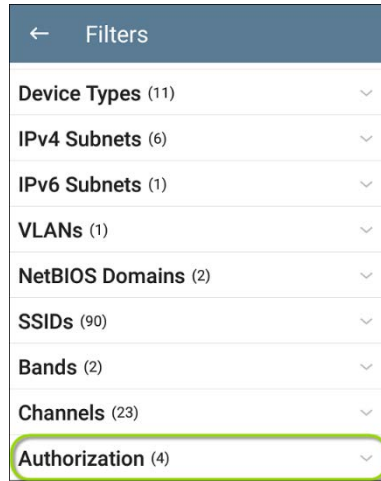 Filters
Device Types (11)
IPv4 Subnets (6)
IPv6 Subnets (1)
VLANs (1)
NetBIOS Domains (2)
SSIDs (90)
Bands (2)
Channels (23)
Authorization (4)